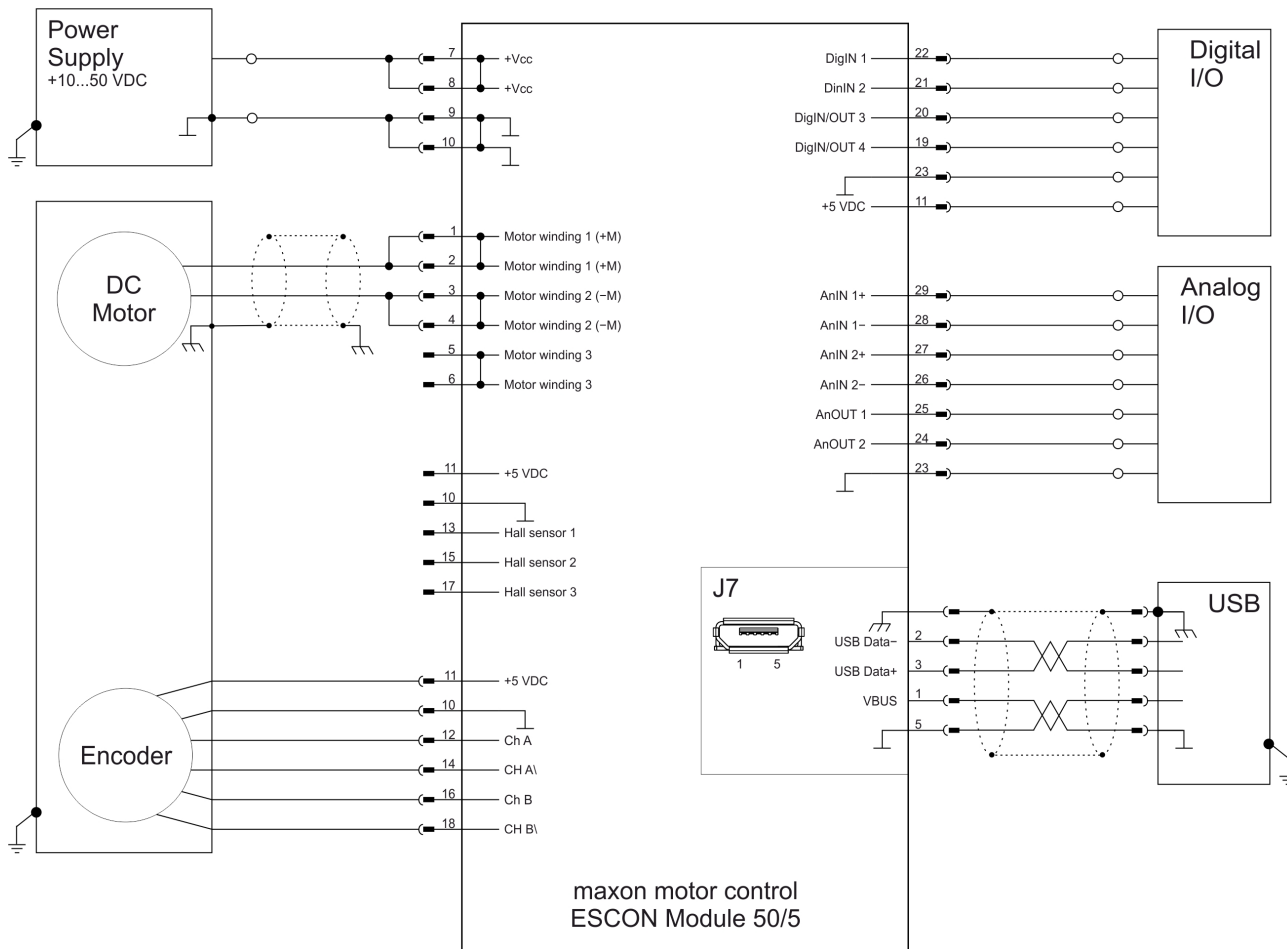 Power
Supply
+10...50 VDC
7 +Vcc
8 +Vcc
9
10
DC
Motor
1 Motor winding 1 (+M)
2 Motor winding 1 (+M)
3 Motor winding 2 (−M)
4 Motor winding 2 (−M)
5 Motor winding 3
6 Motor winding 3
11 +5 VDC
10
13 Hall sensor 1
15 Hall sensor 2
17 Hall sensor 3
Encoder
11 +5 VDC
10
12 Ch A
14 CH A\
16 Ch B
18 CH B\
Digital
I/O
DigIN 1 22
DinIN 2 21
DigIN/OUT 3 20
DigIN/OUT 4 19
23
+5 VDC 11
Analog
I/O
AnIN 1+ 29
AnIN 1− 28
AnIN 2+ 27
AnIN 2− 26
AnOUT 1 25
AnOUT 2 24
23
J7
1 5
USB
USB Data− 2
USB Data+ 3
VBUS 1
5
maxon motor control
ESCON Module 50/5